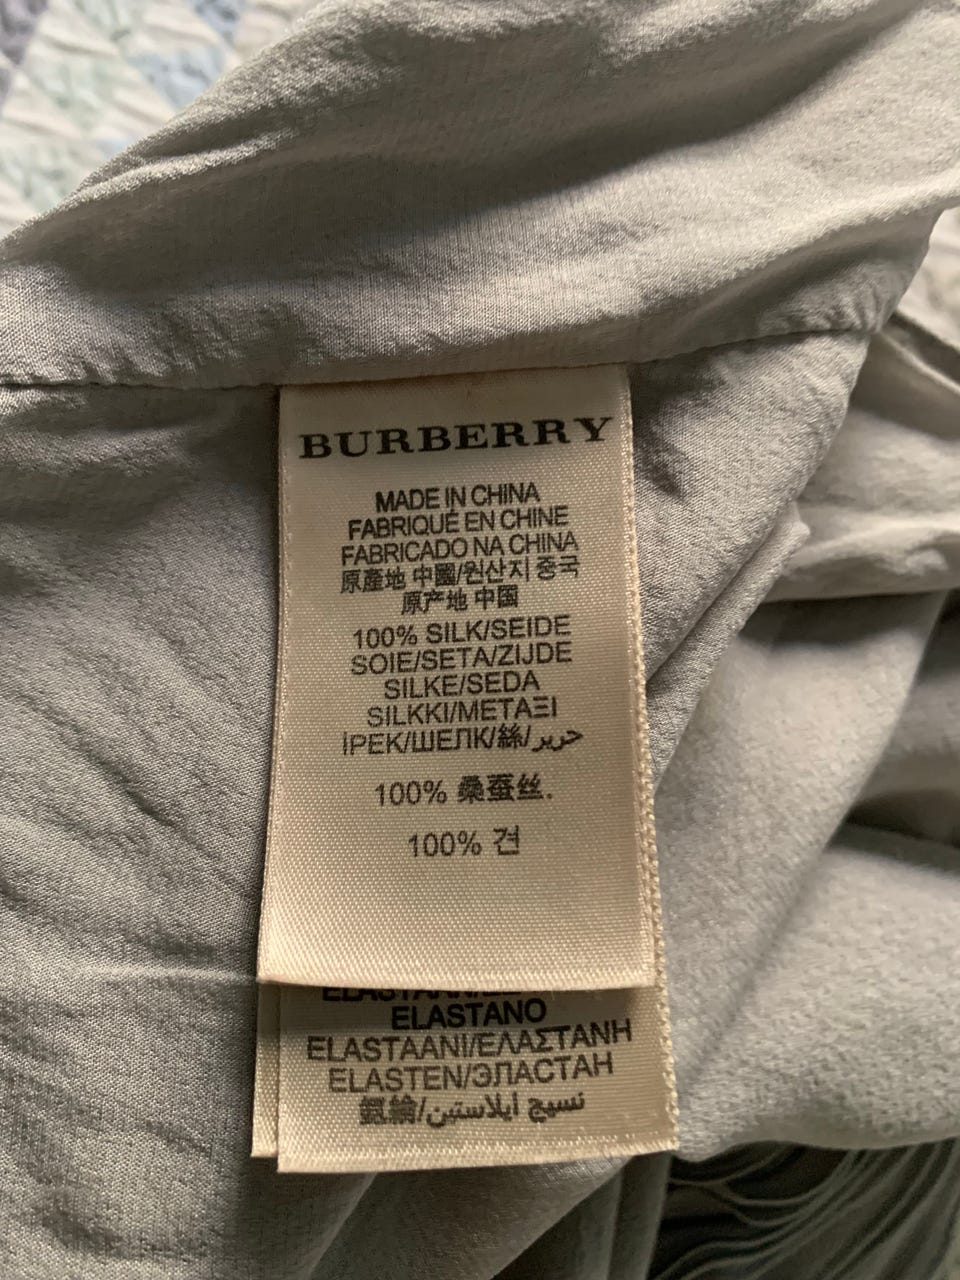 BURBERRY
MADE IN CHINA
FABRIQUÉ EN CHINE
FABRICADO NA CHINA
原產地 中國/원산지 중국
原产地 中国
100% SILK/SEIDE
SOIE/SETA/ZIJDE
SILKE/SEDA
SILKKI/ΜΕΤΑΞΙ
İPEK/ШЕЛК/絲/حرير
100% 桑蚕丝.
100% 견
ELASTANO
ELASTAANI/ΕΛΑΣΤΑΝΗ
ELASTEN/ЭЛАСТАН
氨綸/نسيج ايلاستين